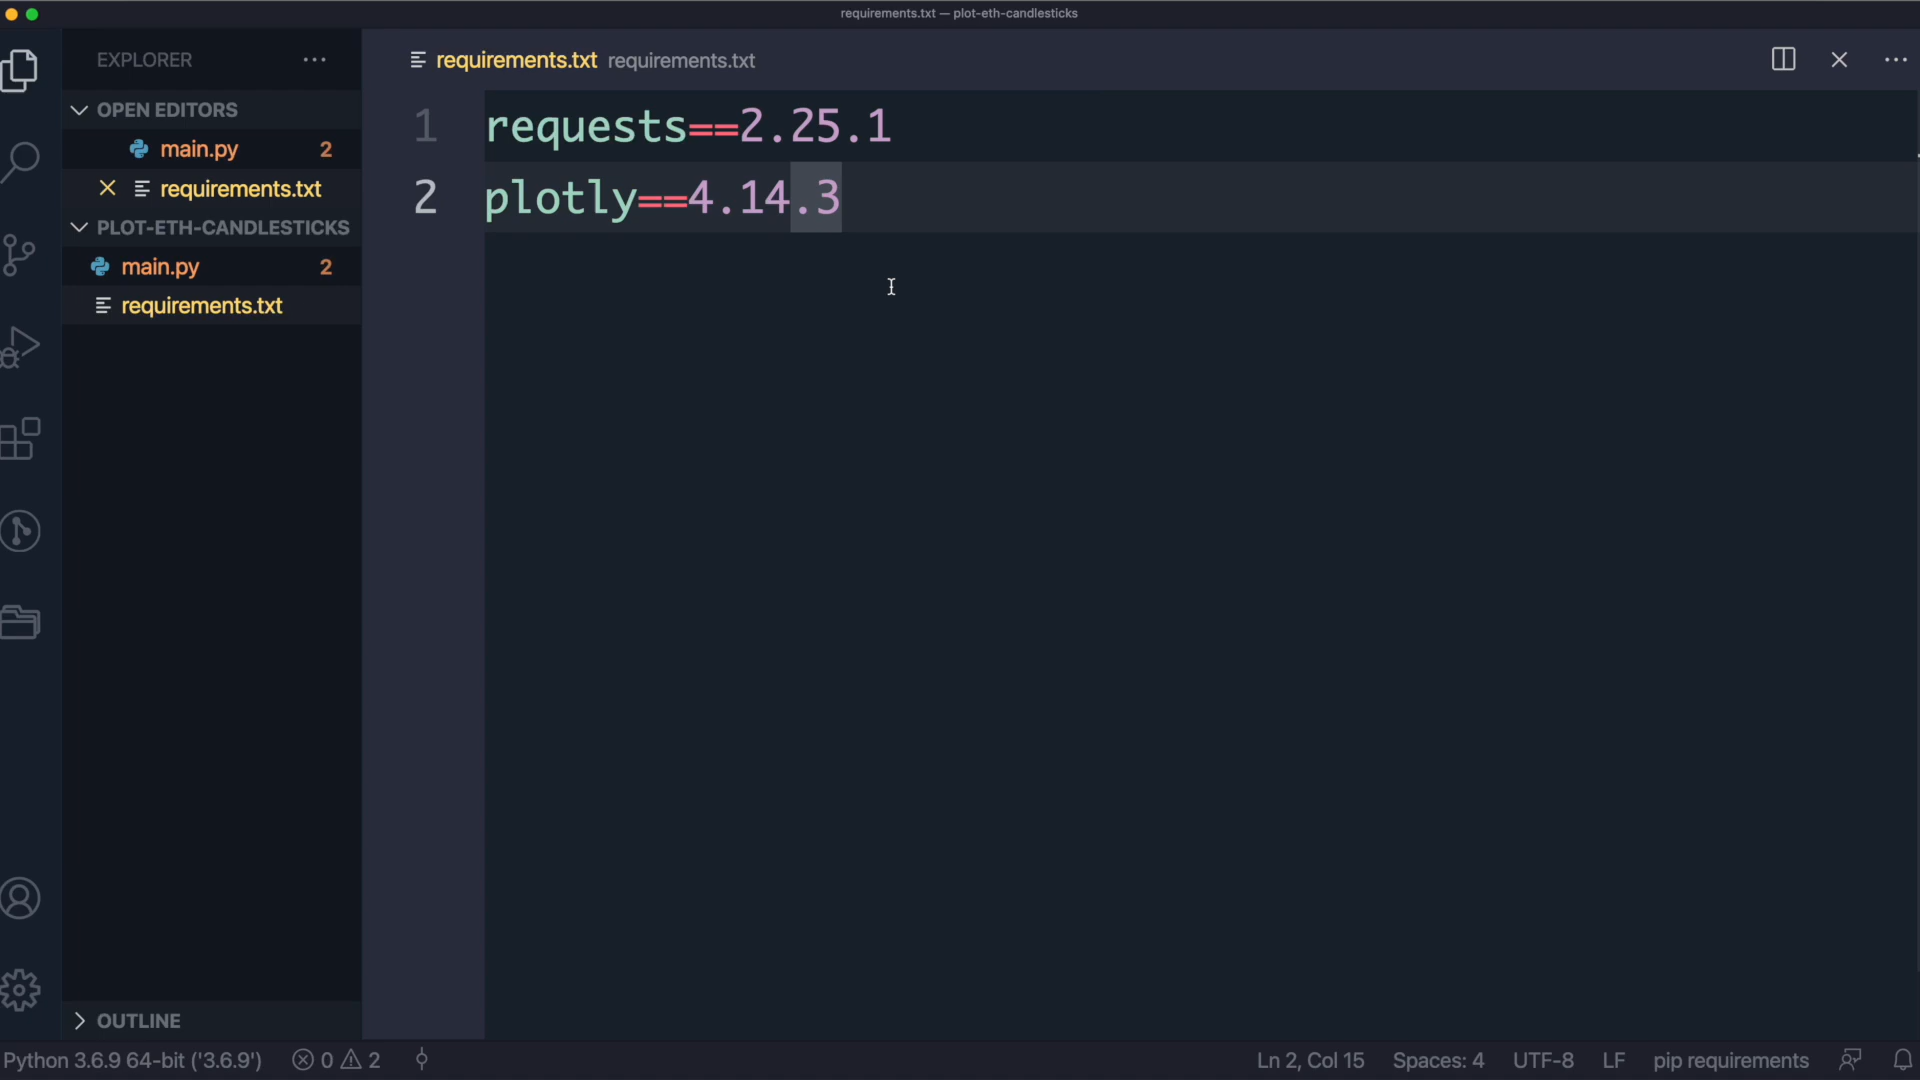 requirements.txt — plot-eth-candlesticks
EXPLORER
requirements.txt requirements.txt
OPEN EDITORS
main.py 2
requirements.txt
PLOT-ETH-CANDLESTICKS
main.py 2
requirements.txt
1 requests==2.25.1
2 plotly==4.14.3
OUTLINE
Python 3.6.9 64-bit ('3.6.9') 0 2 Ln 2, Col 15 Spaces: 4 UTF-8 LF pip requirements